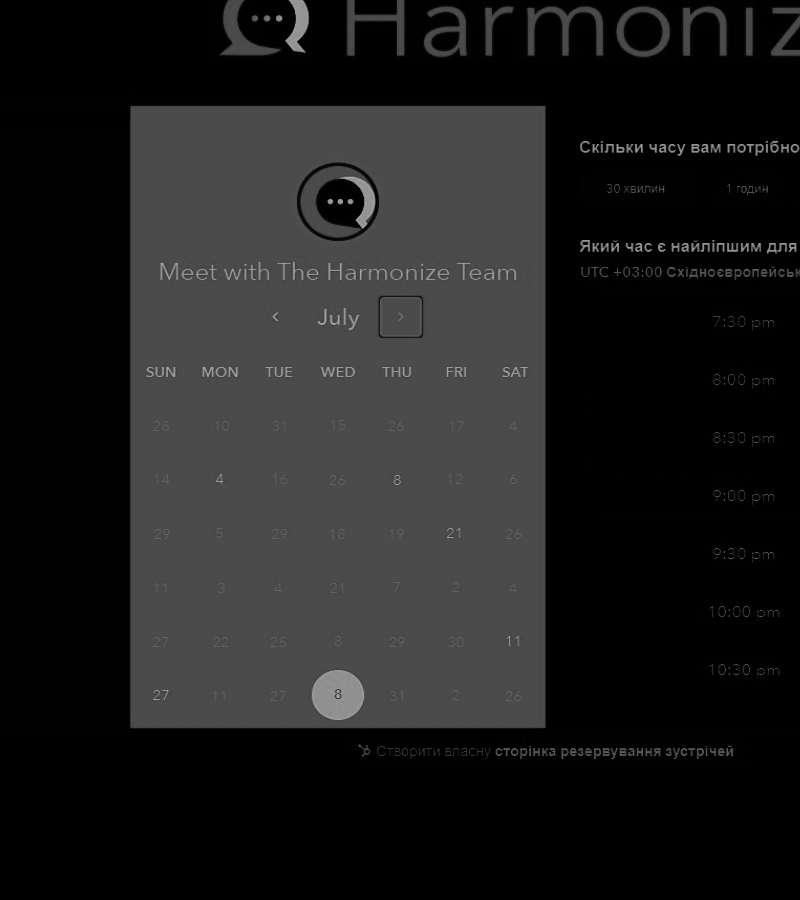 Harmoniz
Meet with The Harmonize Team
July
SUN MON TUE WED THU FRI SAT
28 10 31 15 26 17 4
14 4 16 26 8 12 6
29 5 29 18 19 21 26
11 3 4 21 7 2 4
27 22 25 8 29 30 11
27 11 27 8 31 2 26
Скільки часу вам потрібно
30 хвилин 1 годин
Який час є найліпшим для
UTC +03:00 Східноєвропейськ
7:30 pm
8:00 pm
8:30 pm
9:00 pm
9:30 pm
10:00 pm
10:30 pm
Створити власну сторінка резервування зустрічей